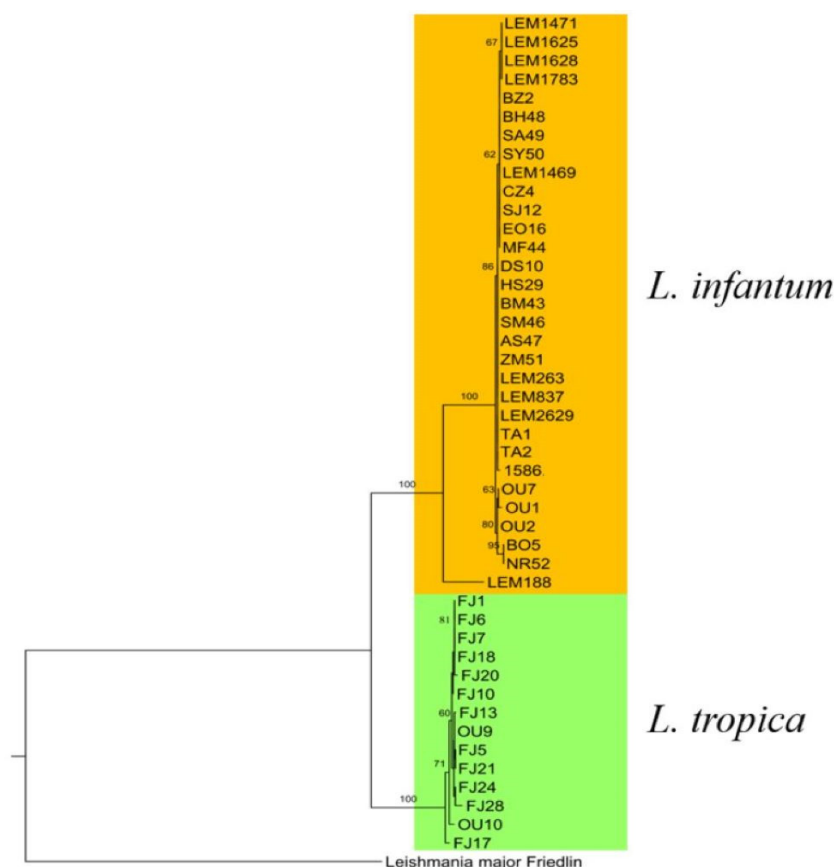 LEM1471
67
LEM1625
LEM1628
LEM1783
BZ2
BH48
SA49
62
SY50
LEM1469
CZ4
SJ12
EO16
MF44
86
DS10
HS29
L. infantum
BM43
SM46
AS47
ZM51
LEM263
100
LEM837
LEM2629
TA1
TA2
1586.
100
63
OU7
OU1
80
OU2
95
BO5
NR52
LEM188
FJ1
81
FJ6
FJ7
FJ18
FJ20
FJ10
60
FJ13
L. tropica
OU9
FJ5
71
FJ21
FJ24
100
FJ28
OU10
FJ17
Leishmania major Friedlin